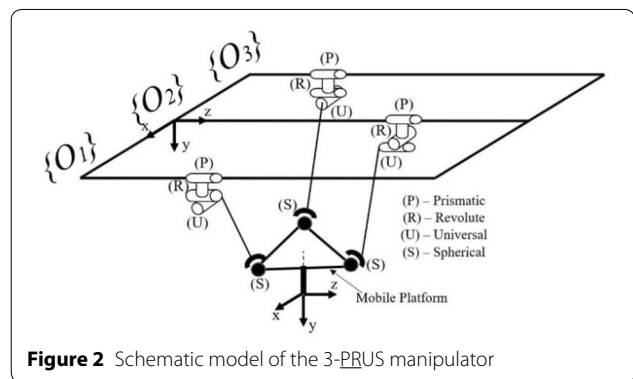 {O3}
(P)
{O2}
(R)
(U)
(P)
x
z
(R)
y
{O1}
(U)
(P)
(R)
(U)
(S)
(S)
(S)
(P) – Prismatic
(R) – Revolute
(U) – Universal
(S) – Spherical
z
x
y
Mobile Platform
Figure 2 Schematic model of the 3-PRUS manipulator